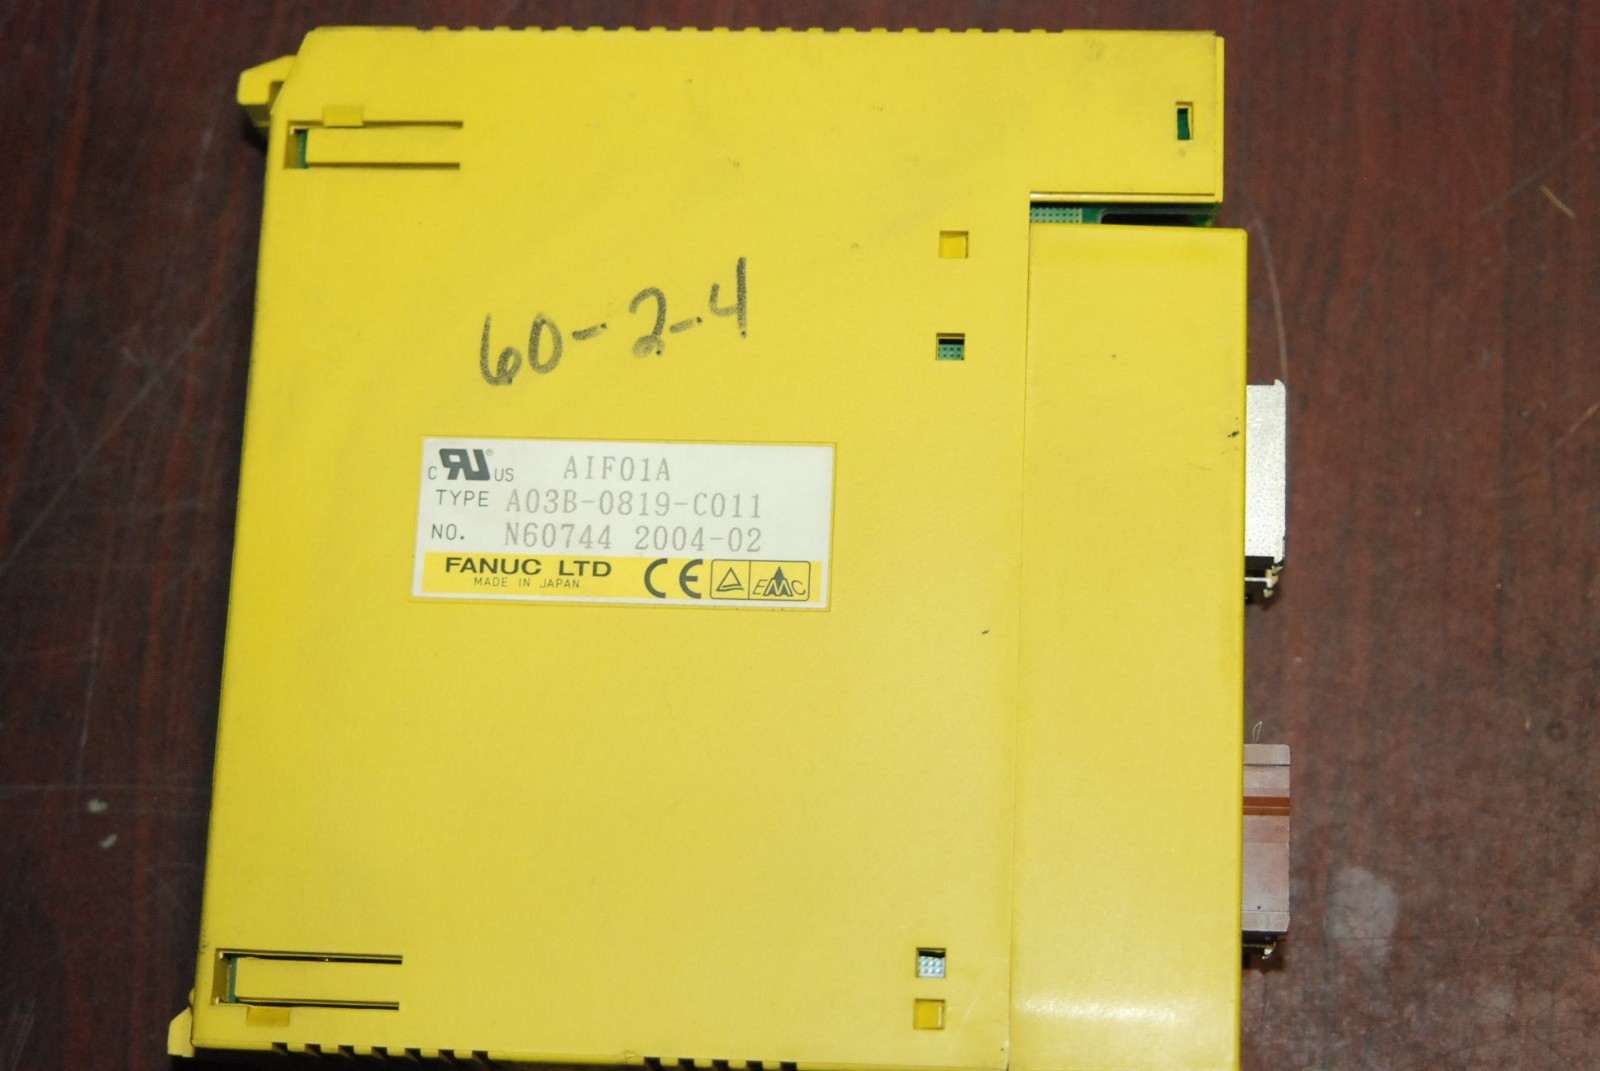 60-2-4
c RU® US AIF01A
TYPE A03B-0819-C011
NO. N60744 2004-02
FANUC LTD CE EMC
MADE IN JAPAN